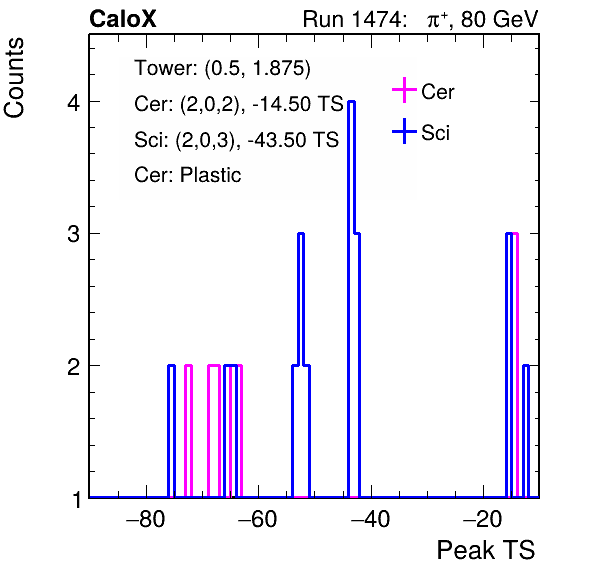 CaloX Run 1474: π⁺, 80 GeV
Counts
Tower: (0.5, 1.875)
Cer: (2,0,2), -14.50 TS
Sci: (2,0,3), -43.50 TS
Cer: Plastic
Cer
Sci
4
3
2
1
−80 −60 −40 −20
Peak TS